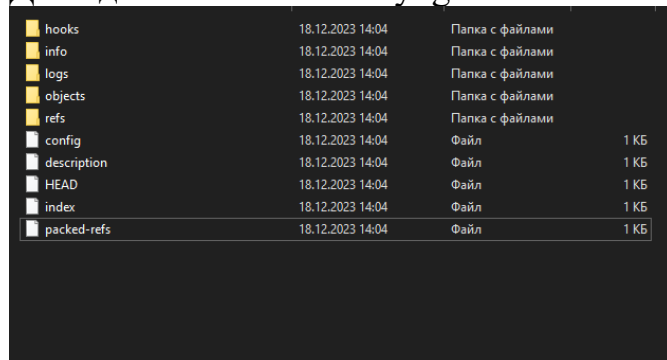 hooks 18.12.2023 14:04 Папка с файлами
info 18.12.2023 14:04 Папка с файлами
logs 18.12.2023 14:04 Папка с файлами
objects 18.12.2023 14:04 Папка с файлами
refs 18.12.2023 14:04 Папка с файлами
config 18.12.2023 14:04 Файл 1 КБ
description 18.12.2023 14:04 Файл 1 КБ
HEAD 18.12.2023 14:04 Файл 1 КБ
index 18.12.2023 14:04 Файл 1 КБ
packed-refs 18.12.2023 14:04 Файл 1 КБ